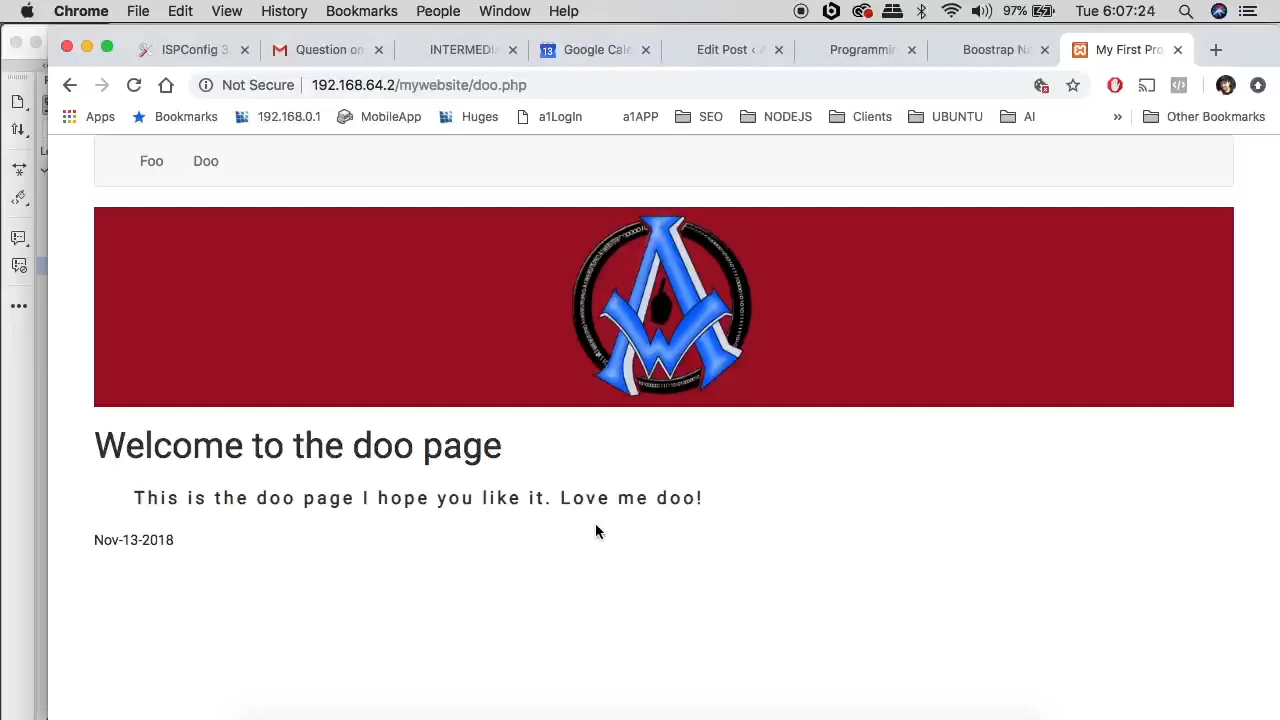 Chrome File Edit View History Bookmarks People Window Help 97% Tue 6:07:24
ISPConfig 3. Question on INTERMEDI Google Cale Edit Post ‹ Programmin Boostrap Na My First Pro
Not Secure 192.168.64.2/mywebsite/doo.php
Apps Bookmarks 192.168.0.1 MobileApp Huges a1LogIn a1APP SEO NODEJS Clients UBUNTU AI » Other Bookmarks
Foo Doo
AW
Welcome to the doo page
This is the doo page I hope you like it. Love me doo!
Nov-13-2018